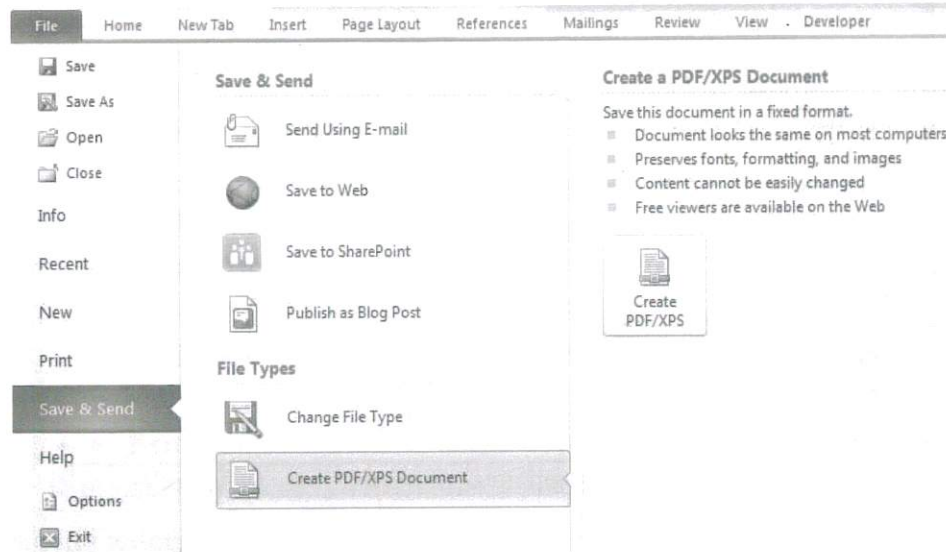 File Home New Tab Insert Page Layout References Mailings Review View Developer
Save
Save As
Open
Close
Info
Recent
New
Print
Save & Send
Help
Options
Exit
Save & Send
Send Using E-mail
Save to Web
Save to SharePoint
Publish as Blog Post
File Types
Change File Type
Create PDF/XPS Document
Create a PDF/XPS Document
Save this document in a fixed format.
Document looks the same on most computers
Preserves fonts, formatting, and images
Content cannot be easily changed
Free viewers are available on the Web
Create
PDF/XPS